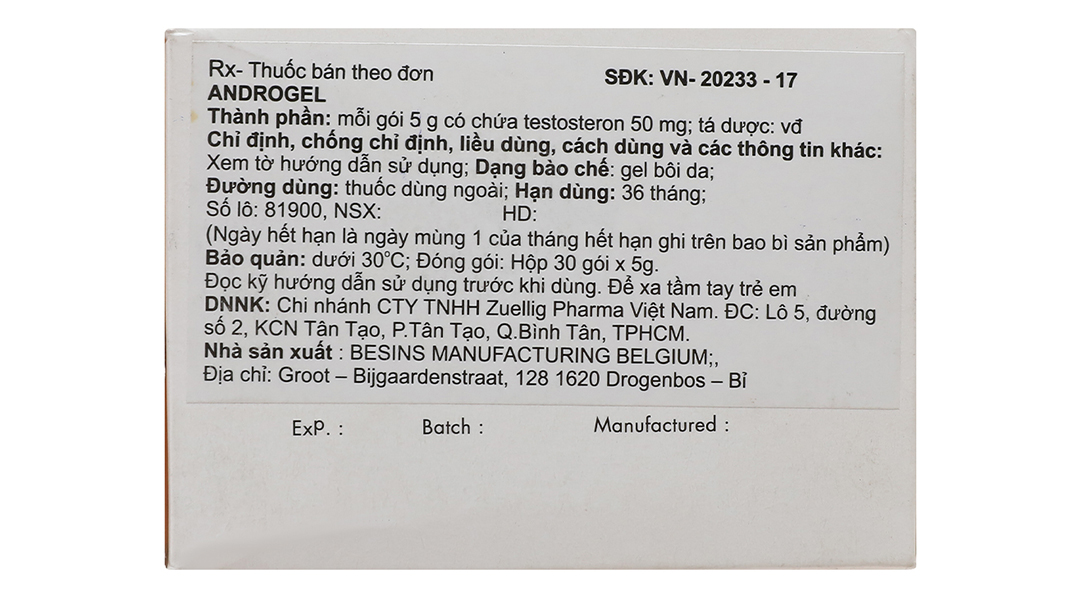 Rx- Thuốc bán theo đơn
SĐK: VN- 20233 - 17
ANDROGEL
Thành phần: mỗi gói 5 g có chứa testosteron 50 mg; tá dược: vđ
Chỉ định, chống chỉ định, liều dùng, cách dùng và các thông tin khác:
Xem tờ hướng dẫn sử dụng; Dạng bào chế: gel bôi da;
Đường dùng: thuốc dùng ngoài; Hạn dùng: 36 tháng;
Số lô: 81900, NSX: HD:
(Ngày hết hạn là ngày mùng 1 của tháng hết hạn ghi trên bao bì sản phẩm)
Bảo quản: dưới 30°C; Đóng gói: Hộp 30 gói x 5g.
Đọc kỹ hướng dẫn sử dụng trước khi dùng. Để xa tầm tay trẻ em
DNNK: Chi nhánh CTY TNHH Zuellig Pharma Việt Nam. ĐC: Lô 5, đường
số 2, KCN Tân Tạo, P.Tân Tạo, Q.Bình Tân, TPHCM.
Nhà sản xuất : BESINS MANUFACTURING BELGIUM;,
Địa chỉ: Groot – Bijgaardenstraat, 128 1620 Drogenbos – Bỉ
Exp. : Batch : Manufactured :